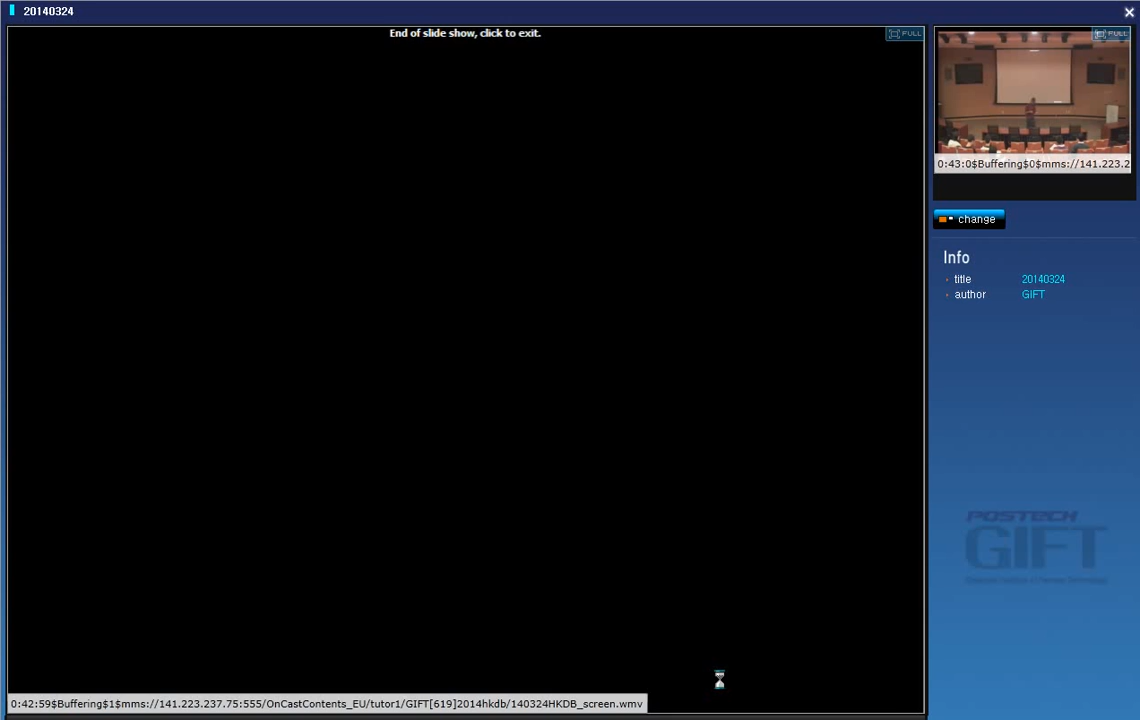 20140324
End of slide show, click to exit.
FULL
FULL
0:43:0$Buffering$0$mms://141.223.2
change
Info
title 20140324
author GIFT
POSTECH
GIFT
0:42:59$Buffering$1$mms://141.223.237.75:555/OnCastContents_EU/tutor1/GIFT[619]2014hkdb/140324HKDB_screen.wmv